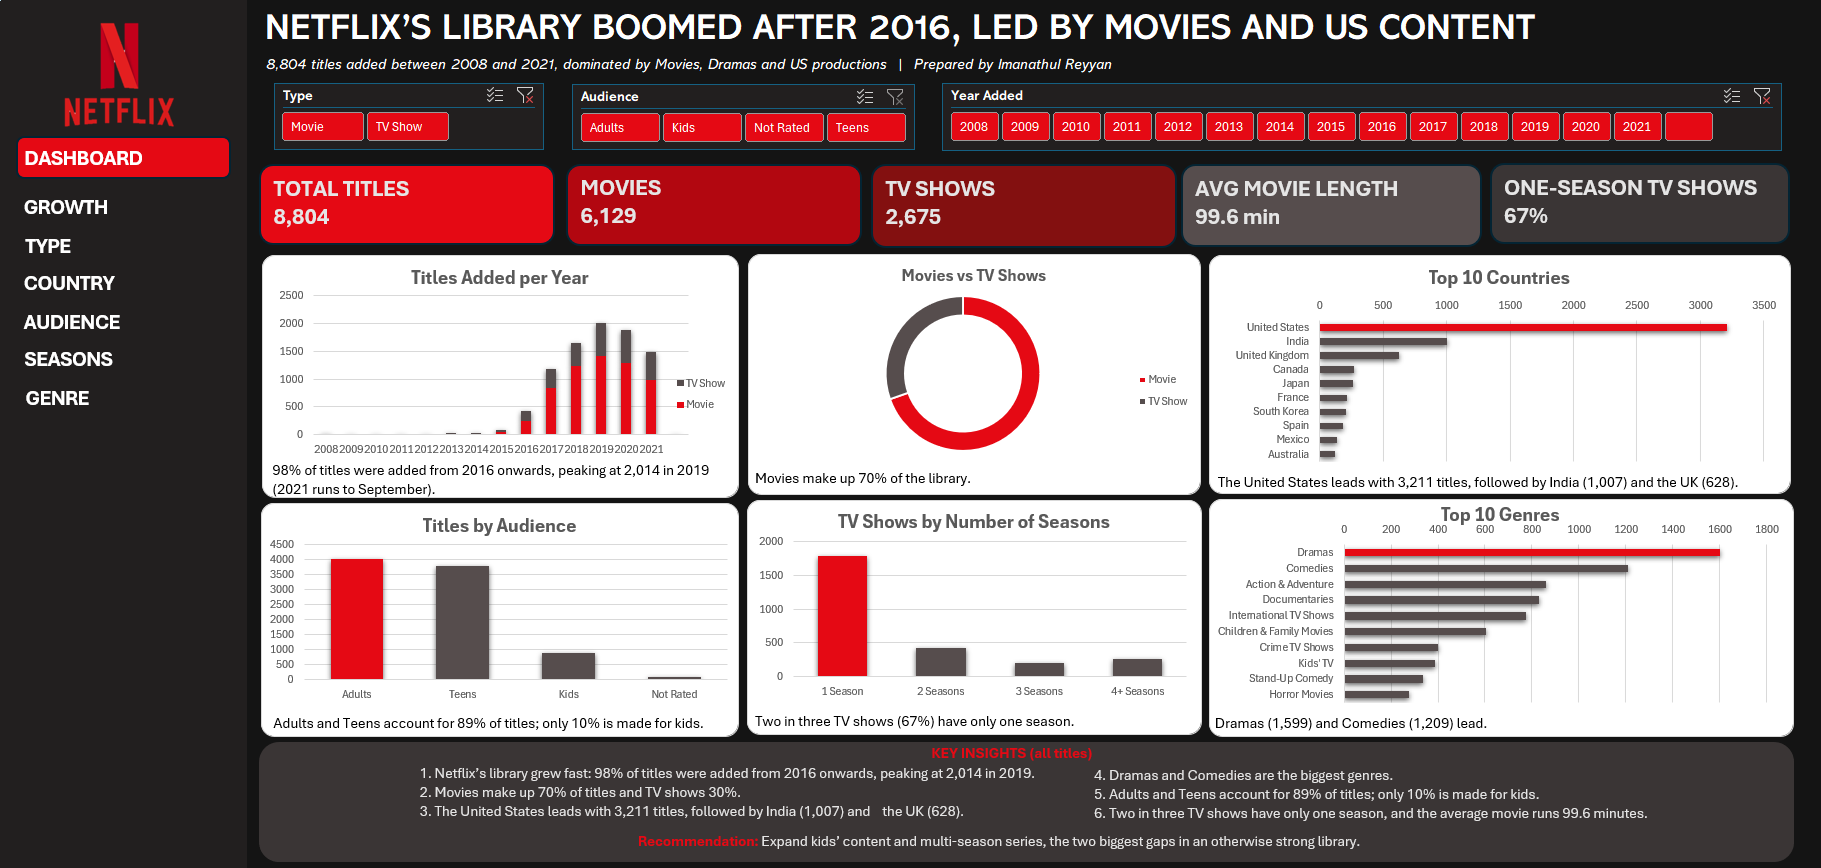 NETFLIX
DASHBOARD
GROWTH
TYPE
COUNTRY
AUDIENCE
SEASONS
GENRE
NETFLIX'S LIBRARY BOOMED AFTER 2016, LED BY MOVIES AND US CONTENT
8,804 titles added between 2008 and 2021, dominated by Movies, Dramas and US productions | Prepared by Imanathul Reyyan
Type
Movie TV Show
Audience
Adults Kids Not Rated Teens
Year Added
2008 2009 2010 2011 2012 2013 2014 2015 2016 2017 2018 2019 2020 2021
TOTAL TITLES
8,804
MOVIES
6,129
TV SHOWS
2,675
AVG MOVIE LENGTH
99.6 min
ONE-SEASON TV SHOWS
67%
Titles Added per Year
2500
2000
1500
1000
500
0
2008 2009 2010 2011 2012 2013 2014 2015 2016 2017 2018 2019 2020 2021
TV Show
Movie
98% of titles were added from 2016 onwards, peaking at 2,014 in 2019
(2021 runs to September).
Movies vs TV Shows
Movie
TV Show
Movies make up 70% of the library.
Top 10 Countries
0 500 1000 1500 2000 2500 3000 3500
United States
India
United Kingdom
Canada
Japan
France
South Korea
Spain
Mexico
Australia
The United States leads with 3,211 titles, followed by India (1,007) and the UK (628).
Titles by Audience
4500
4000
3500
3000
2500
2000
1500
1000
500
0
Adults Teens Kids Not Rated
Adults and Teens account for 89% of titles; only 10% is made for kids.
TV Shows by Number of Seasons
2000
1500
1000
500
0
1 Season 2 Seasons 3 Seasons 4+ Seasons
Two in three TV shows (67%) have only one season.
Top 10 Genres
0 200 400 600 800 1000 1200 1400 1600 1800
Dramas
Comedies
Action & Adventure
Documentaries
International TV Shows
Children & Family Movies
Crime TV Shows
Kids' TV
Stand-Up Comedy
Horror Movies
Dramas (1,599) and Comedies (1,209) lead.
KEY INSIGHTS (all titles)
1. Netflix's library grew fast: 98% of titles were added from 2016 onwards, peaking at 2,014 in 2019.
2. Movies make up 70% of titles and TV shows 30%.
3. The United States leads with 3,211 titles, followed by India (1,007) and the UK (628).
4. Dramas and Comedies are the biggest genres.
5. Adults and Teens account for 89% of titles; only 10% is made for kids.
6. Two in three TV shows have only one season, and the average movie runs 99.6 minutes.
Recommendation: Expand kids' content and multi-season series, the two biggest gaps in an otherwise strong library.